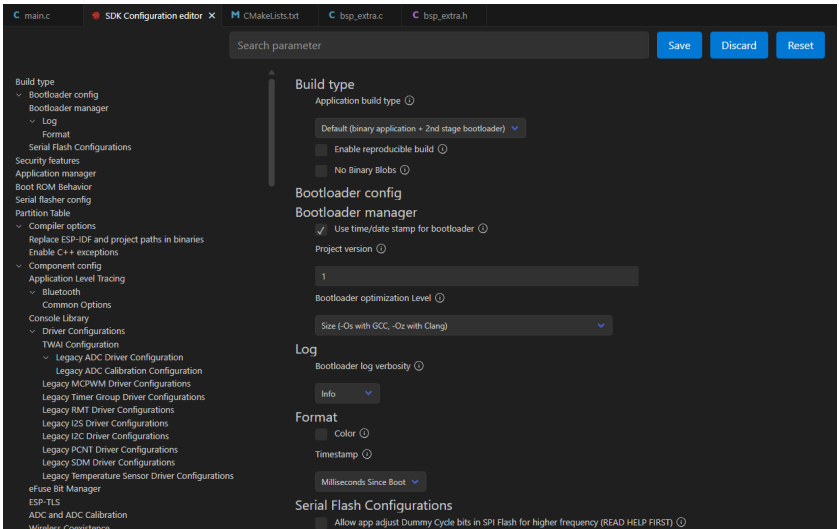 main.c
SDK Configuration editor
CMakeLists.txt
bsp_extra.c
bsp_extra.h
Search parameter
Save
Discard
Reset
Build type
Bootloader config
Bootloader manager
Log
Format
Serial Flash Configurations
Security features
Application manager
Boot ROM Behavior
Serial flasher config
Partition Table
Compiler options
Replace ESP-IDF and project paths in binaries
Enable C++ exceptions
Component config
Application Level Tracing
Bluetooth
Common Options
Console Library
Driver Configurations
TWAI Configuration
Legacy ADC Driver Configuration
Legacy ADC Calibration Configuration
Legacy MCPWM Driver Configurations
Legacy Timer Group Driver Configurations
Legacy RMT Driver Configurations
Legacy I2S Driver Configurations
Legacy I2C Driver Configurations
Legacy PCNT Driver Configurations
Legacy SDM Driver Configurations
Legacy Temperature Sensor Driver Configurations
eFuse Bit Manager
ESP-TLS
ADC and ADC Calibration
Wireless Coexistence
Build type
Application build type
Default (binary application + 2nd stage bootloader)
Enable reproducible build
No Binary Blobs
Bootloader config
Bootloader manager
Use time/date stamp for bootloader
Project version
1
Bootloader optimization Level
Size (-Os with GCC, -Oz with Clang)
Log
Bootloader log verbosity
Info
Format
Color
Timestamp
Milliseconds Since Boot
Serial Flash Configurations
Allow app adjust Dummy Cycle bits in SPI Flash for higher frequency (READ HELP FIRST)